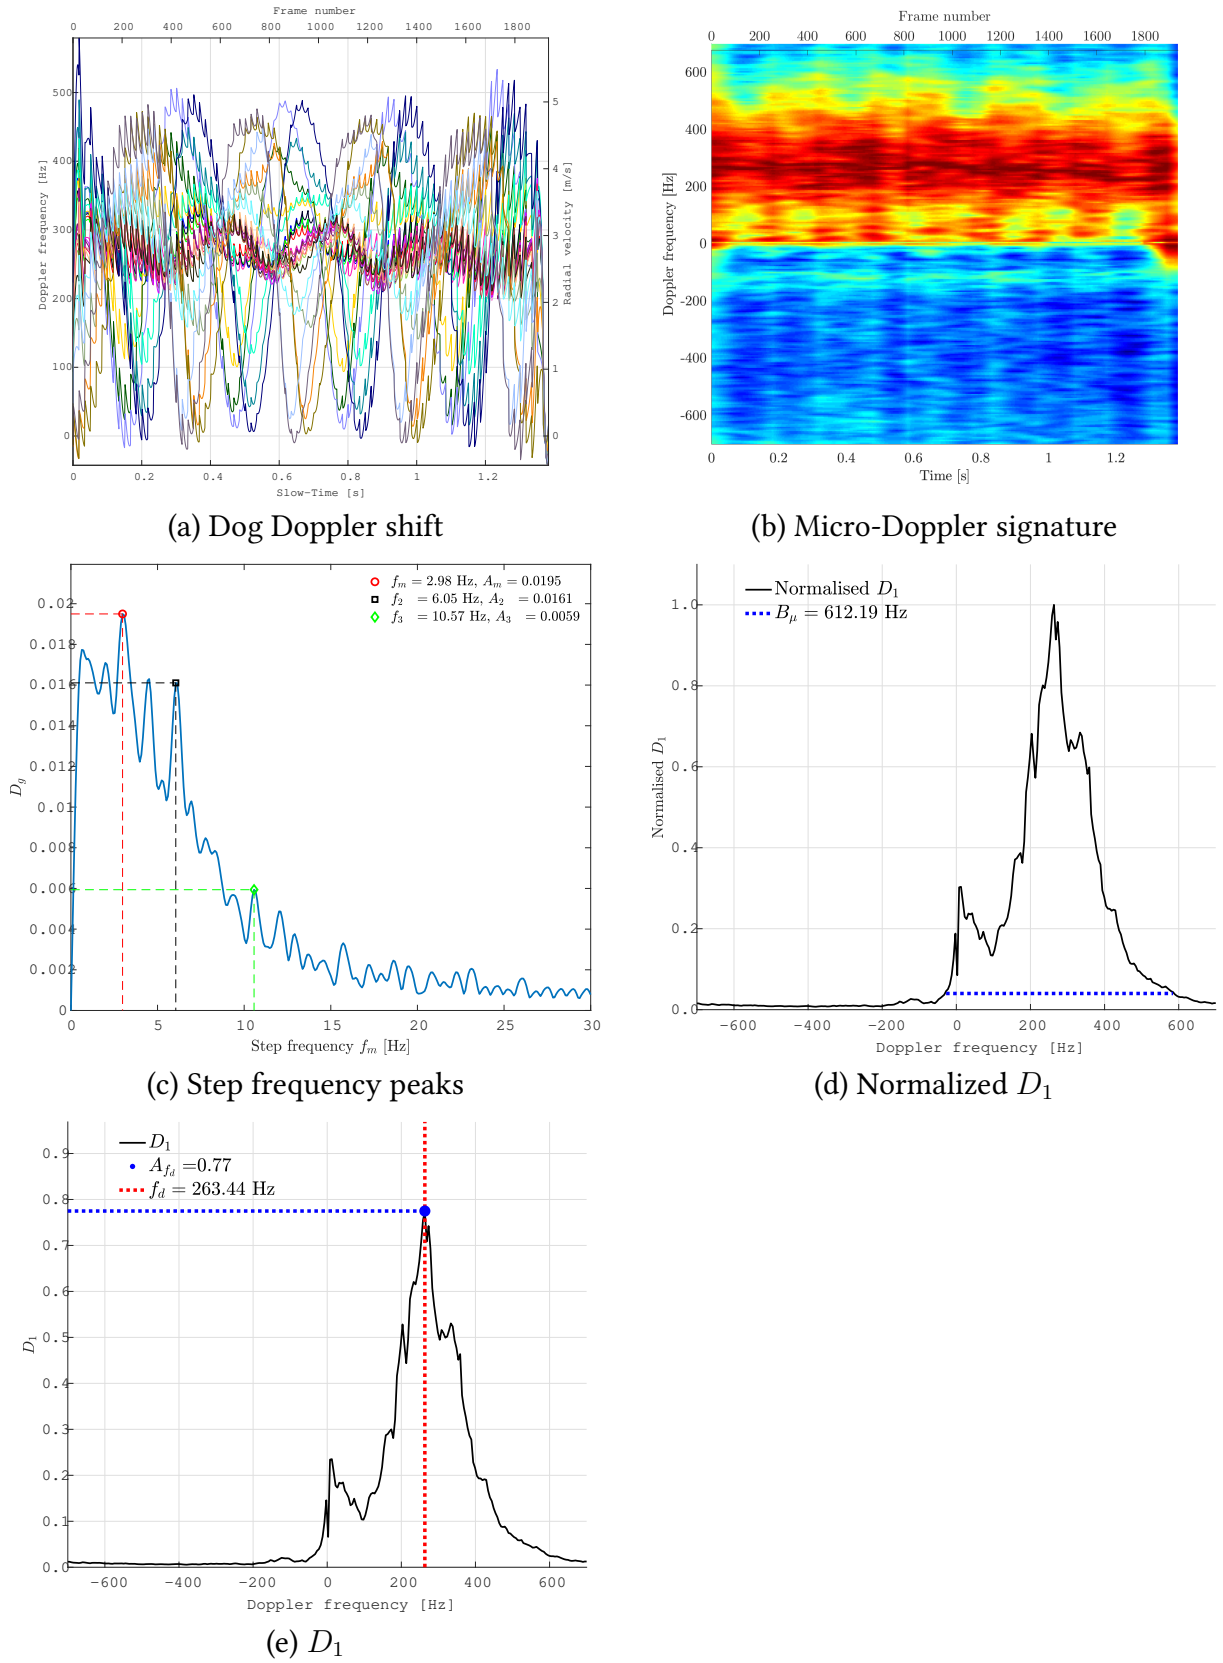 Frame number
0 200 400 600 800 1000 1200 1400 1600 1800
Doppler frequency [Hz]
500
400
300
200
100
0
Radial velocity [m/s]
5
4
3
2
1
0
0 0.2 0.4 0.6 0.8 1 1.2
Slow-Time [s]
(a) Dog Doppler shift
Frame number
0 200 400 600 800 1000 1200 1400 1600 1800
Doppler frequency [Hz]
600
400
200
0
-200
-400
-600
0 0.2 0.4 0.6 0.8 1 1.2
Time [s]
(b) Micro-Doppler signature
f_m = 2.98 Hz, A_m = 0.0195
f_2 = 6.05 Hz, A_2 = 0.0161
f_3 = 10.57 Hz, A_3 = 0.0059
D_g
0.02
0.018
0.016
0.014
0.012
0.01
0.008
0.006
0.004
0.002
0
0 5 10 15 20 25 30
Step frequency f_m [Hz]
(c) Step frequency peaks
Normalised D_1
B_μ = 612.19 Hz
Normalised D_1
1.0
0.8
0.6
0.4
0.2
0.0
−600 −400 −200 0 200 400 600
Doppler frequency [Hz]
(d) Normalized D_1
D_1
A_{f_d} =0.77
f_d = 263.44 Hz
D_1
0.9
0.8
0.7
0.6
0.5
0.4
0.3
0.2
0.1
0.0
−600 −400 −200 0 200 400 600
Doppler frequency [Hz]
(e) D_1